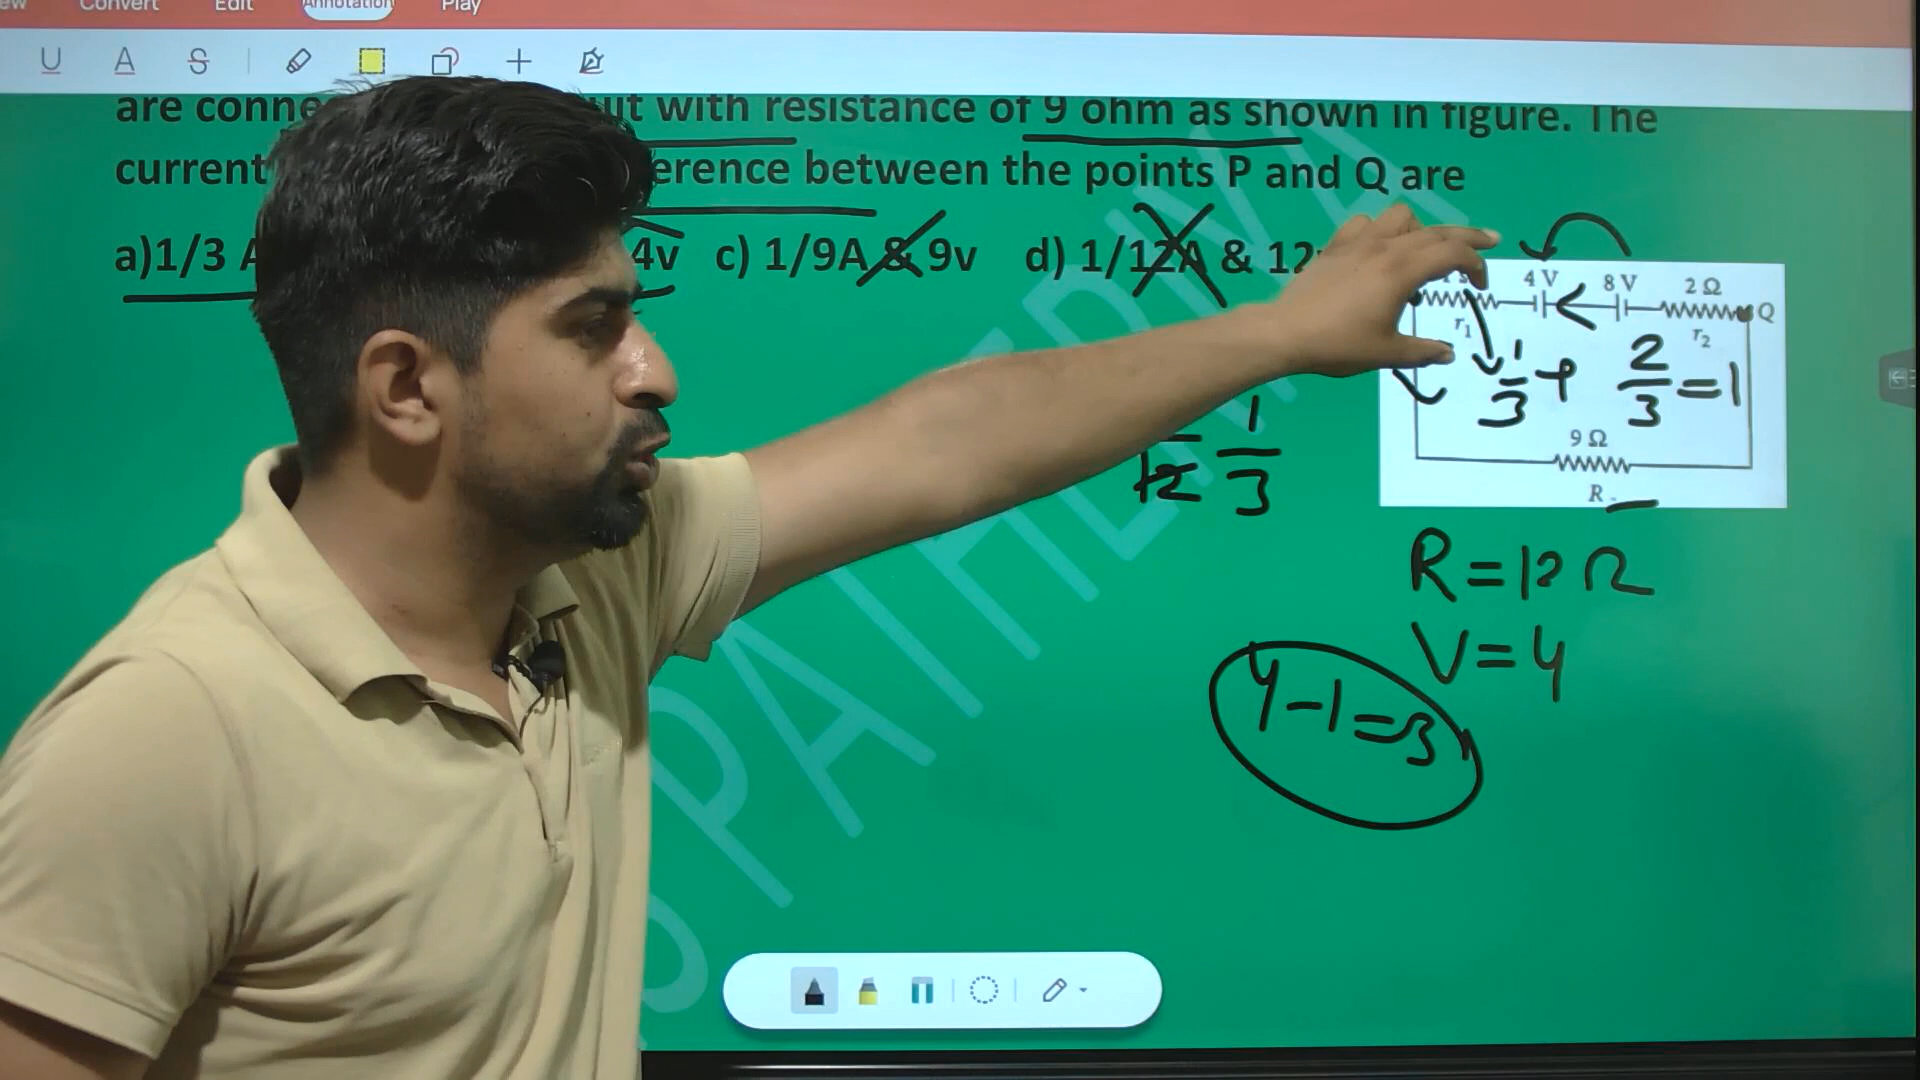 Convert Edit Annotation Play
U A S
are conne ut with resistance of 9 ohm as shown in figure. The
current erence between the points P and Q are
a)1/3 A 4v c) 1/9A & 9v d) 1/12A & 12
4 V 8 V 2 Ω
Q
r1 r2
1/3 + 2/3 = 1
9 Ω
R
12 = 1/3
R = 12 Ω
V = 4
4 - 1 = 3
PATHERIYA